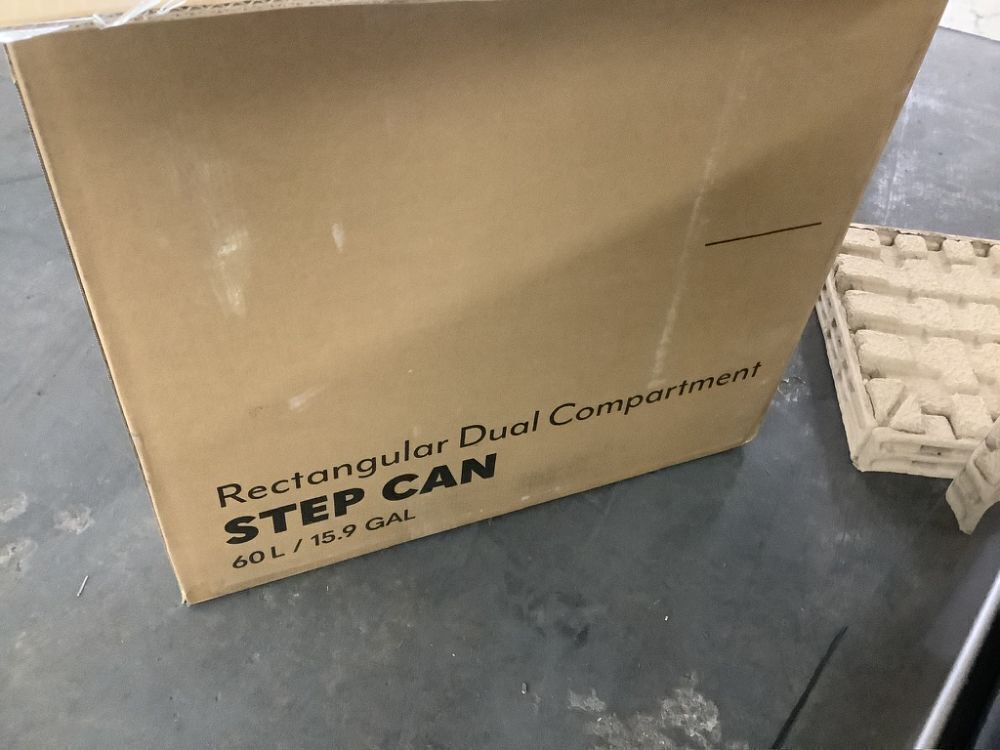 Rectangular Dual Compartment
STEP CAN
60 L / 15.9 GAL